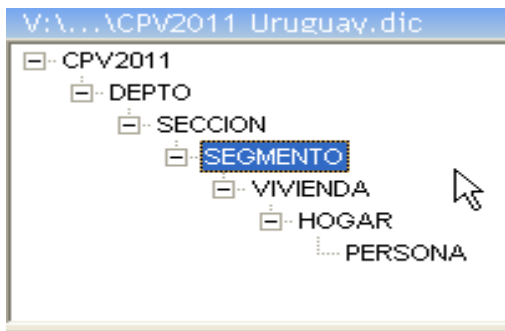 V:\...\CPV2011 Uruguay.dic
CPV2011
DEPTO
SECCION
SEGMENTO
VIVIENDA
HOGAR
PERSONA